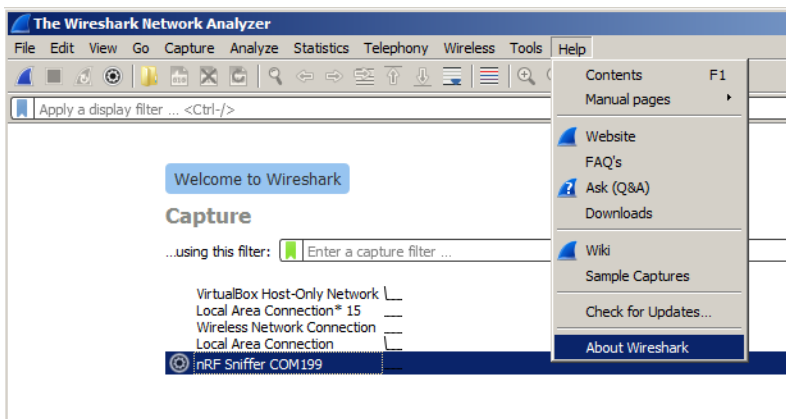 The Wireshark Network Analyzer
File Edit View Go Capture Analyze Statistics Telephony Wireless Tools Help
Apply a display filter ... <Ctrl-/>
Contents F1
Manual pages
Website
FAQ's
Ask (Q&A)
Downloads
Wiki
Sample Captures
Check for Updates...
About Wireshark
Welcome to Wireshark
Capture
...using this filter: Enter a capture filter ...
VirtualBox Host-Only Network
Local Area Connection* 15
Wireless Network Connection
Local Area Connection
nRF Sniffer COM199